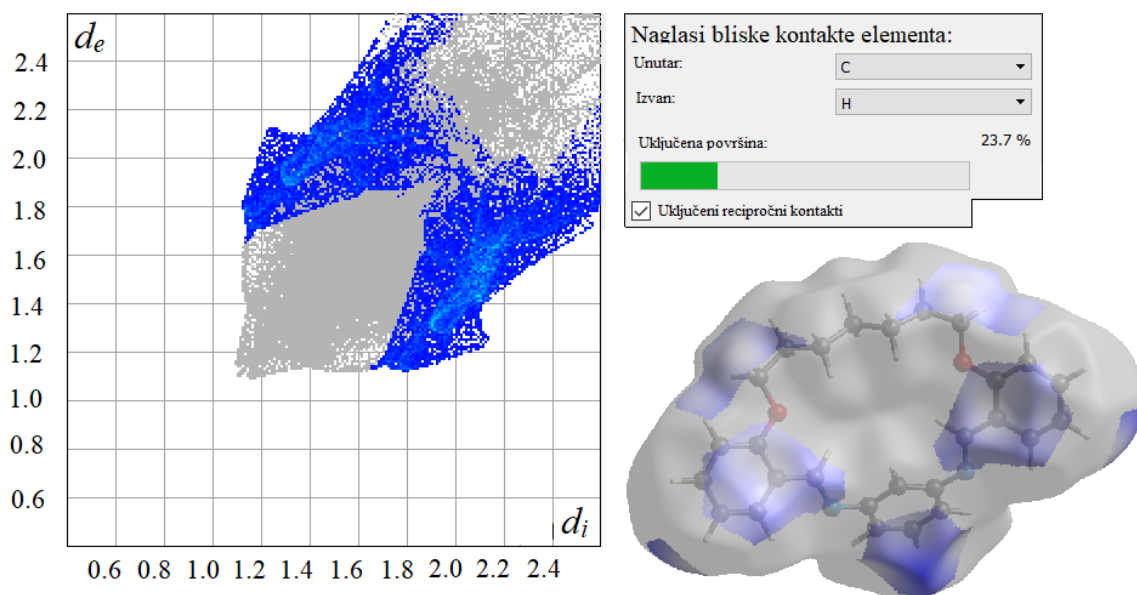 d_e
2.4
2.2
2.0
1.8
1.6
1.4
1.2
1.0
0.8
0.6
d_i
0.6 0.8 1.0 1.2 1.4 1.6 1.8 2.0 2.2 2.4
Naglasi bliske kontakte elementa:
Unutar: C
Izvan: H
Uključena površina: 23.7 %
Uključeni recipročni kontakti